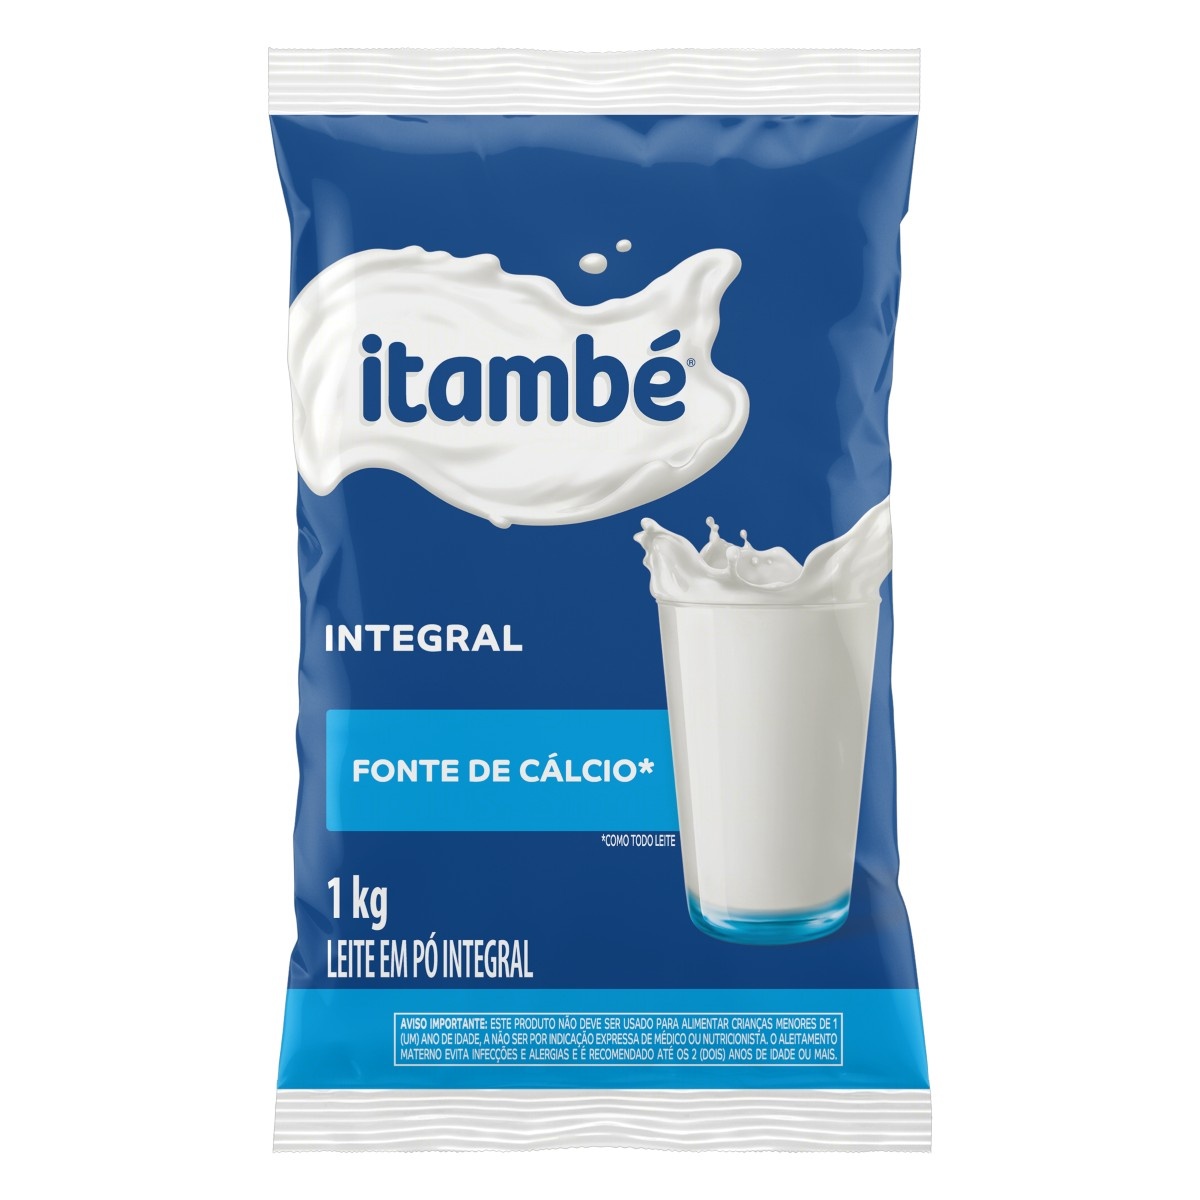 itambé®
INTEGRAL
FONTE DE CÁLCIO*
*COMO TODO LEITE
1 kg
LEITE EM PÓ INTEGRAL
AVISO IMPORTANTE: ESTE PRODUTO NÃO DEVE SER USADO PARA ALIMENTAR CRIANÇAS MENORES DE 1
(UM) ANO DE IDADE, A NÃO SER POR INDICAÇÃO EXPRESSA DE MÉDICO OU NUTRICIONISTA. O ALEITAMENTO
MATERNO EVITA INFECÇÕES E ALERGIAS E É RECOMENDADO ATÉ OS 2 (DOIS) ANOS DE IDADE OU MAIS.